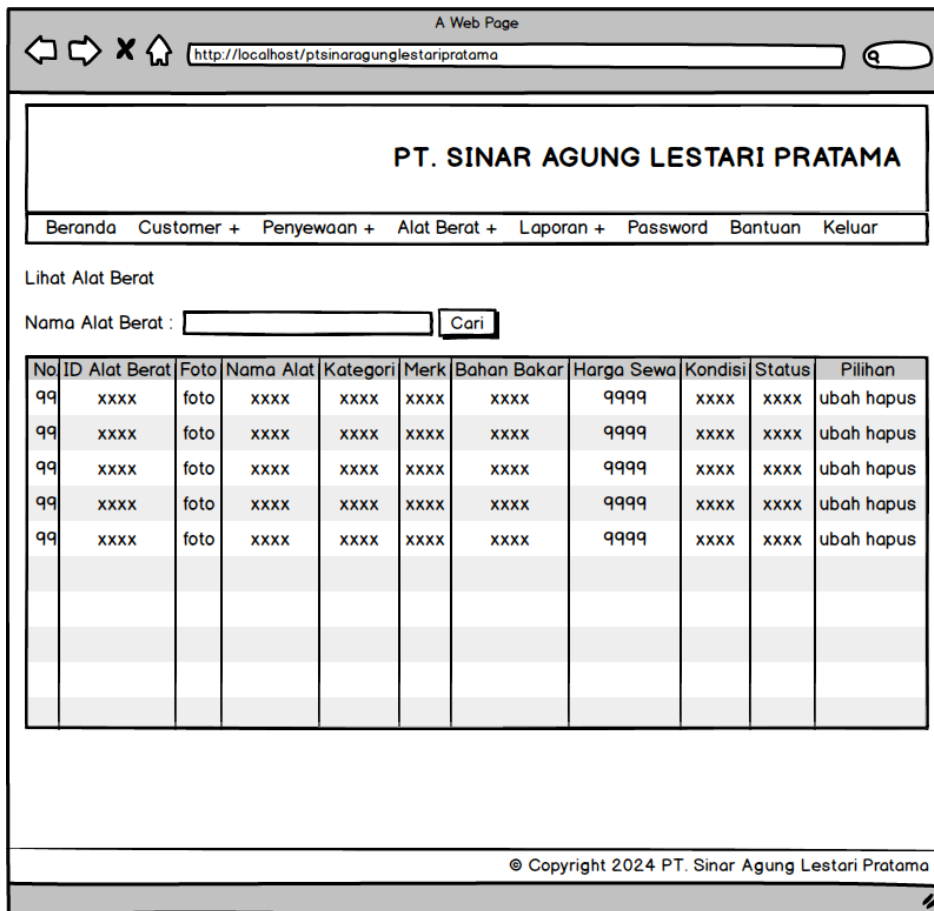 A Web Page
http://localhost/ptsinaragunglestaripratama
PT. SINAR AGUNG LESTARI PRATAMA
Beranda Customer + Penyewaan + Alat Berat + Laporan + Password Bantuan Keluar
Lihat Alat Berat
Nama Alat Berat : Cari
No. ID Alat Berat Foto Nama Alat Kategori Merk Bahan Bakar Harga Sewa Kondisi Status Pilihan
99 xxxx foto xxxx xxxx xxxx xxxx 9999 xxxx xxxx ubah hapus
99 xxxx foto xxxx xxxx xxxx xxxx 9999 xxxx xxxx ubah hapus
99 xxxx foto xxxx xxxx xxxx xxxx 9999 xxxx xxxx ubah hapus
99 xxxx foto xxxx xxxx xxxx xxxx 9999 xxxx xxxx ubah hapus
99 xxxx foto xxxx xxxx xxxx xxxx 9999 xxxx xxxx ubah hapus
© Copyright 2024 PT. Sinar Agung Lestari Pratama